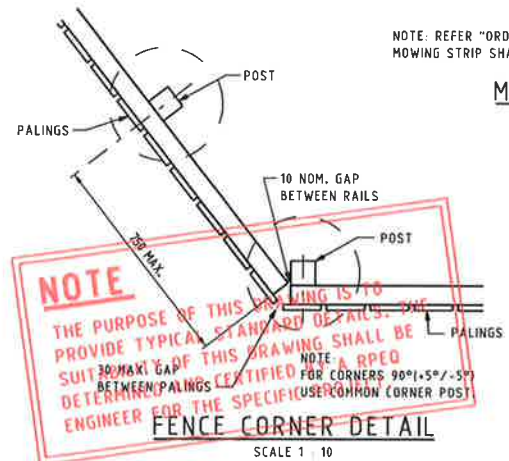 NOTE: REFER "ORD
MOWING STRIP SHA
M
POST
PALINGS
10 NOM. GAP
BETWEEN RAILS
750 MAX.
POST
PALINGS
30 MAX. GAP
BETWEEN PALINGS
NOTE:
FOR CORNERS 90°(+5°/-5°)
USE COMMON CORNER POST.
NOTE
THE PURPOSE OF THIS DRAWING IS TO
PROVIDE TYPICAL STANDARD DETAILS. THE
SUITABILITY OF THIS DRAWING SHALL BE
DETERMINED AND CERTIFIED BY A RPEQ
ENGINEER FOR THE SPECIFIC PROJECT.
FENCE CORNER DETAIL
SCALE 1 : 10